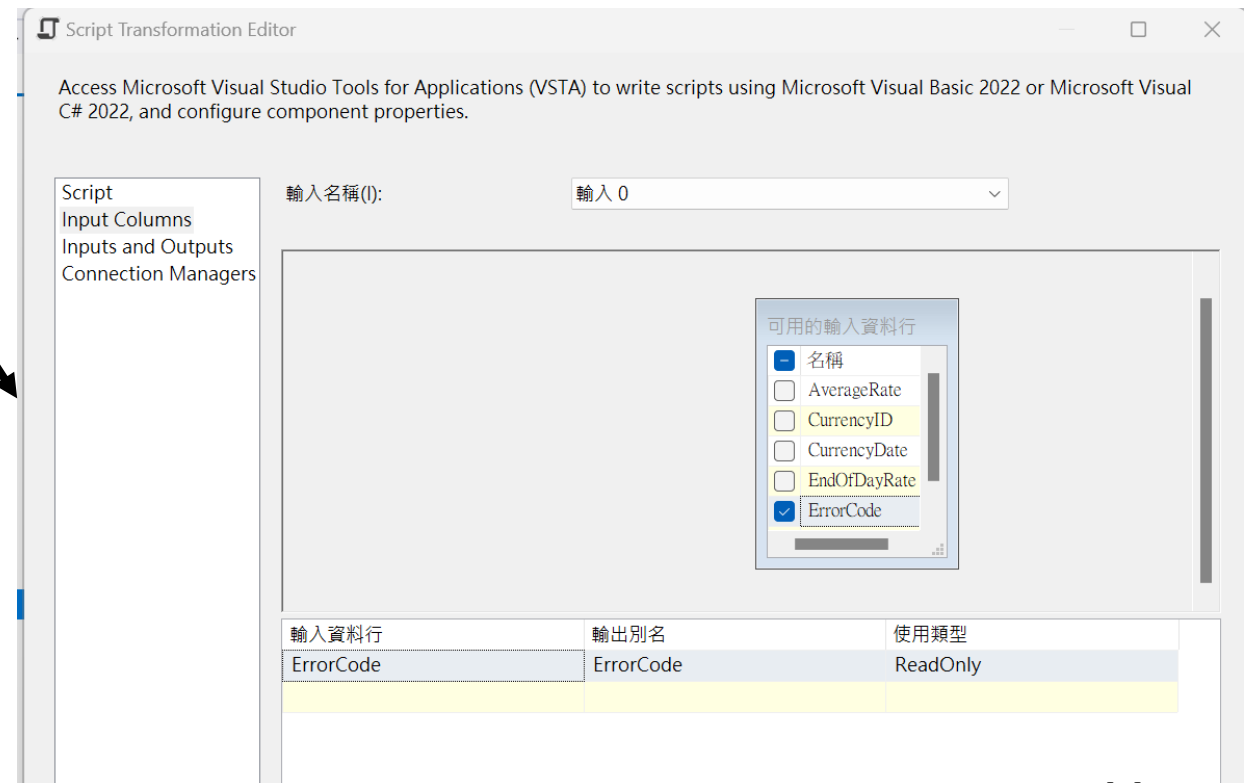 Script Transformation Editor
Access Microsoft Visual Studio Tools for Applications (VSTA) to write scripts using Microsoft Visual Basic 2022 or Microsoft Visual
C# 2022, and configure component properties.
Script
Input Columns
Inputs and Outputs
Connection Managers
輸入名稱(I):
輸入 0
可用的輸入資料行
名稱
AverageRate
CurrencyID
CurrencyDate
EndOfDayRate
ErrorCode
輸入資料行 輸出別名 使用類型
ErrorCode ErrorCode ReadOnly